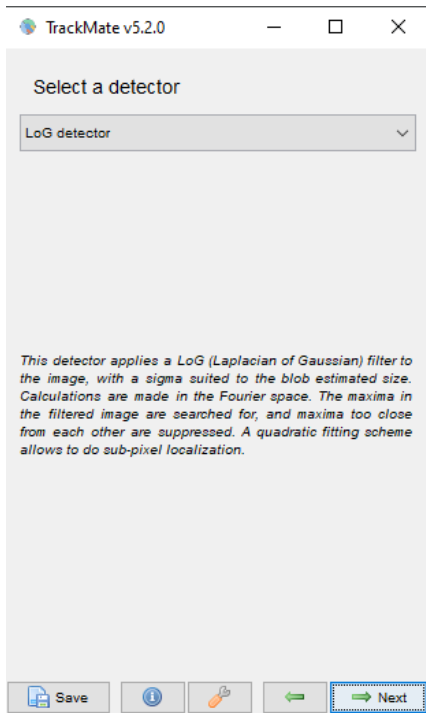 TrackMate v5.2.0
Select a detector
LoG detector
This detector applies a LoG (Laplacian of Gaussian) filter to
the image, with a sigma suited to the blob estimated size.
Calculations are made in the Fourier space. The maxima in
the filtered image are searched for, and maxima too close
from each other are suppressed. A quadratic fitting scheme
allows to do sub-pixel localization.
Save
Next